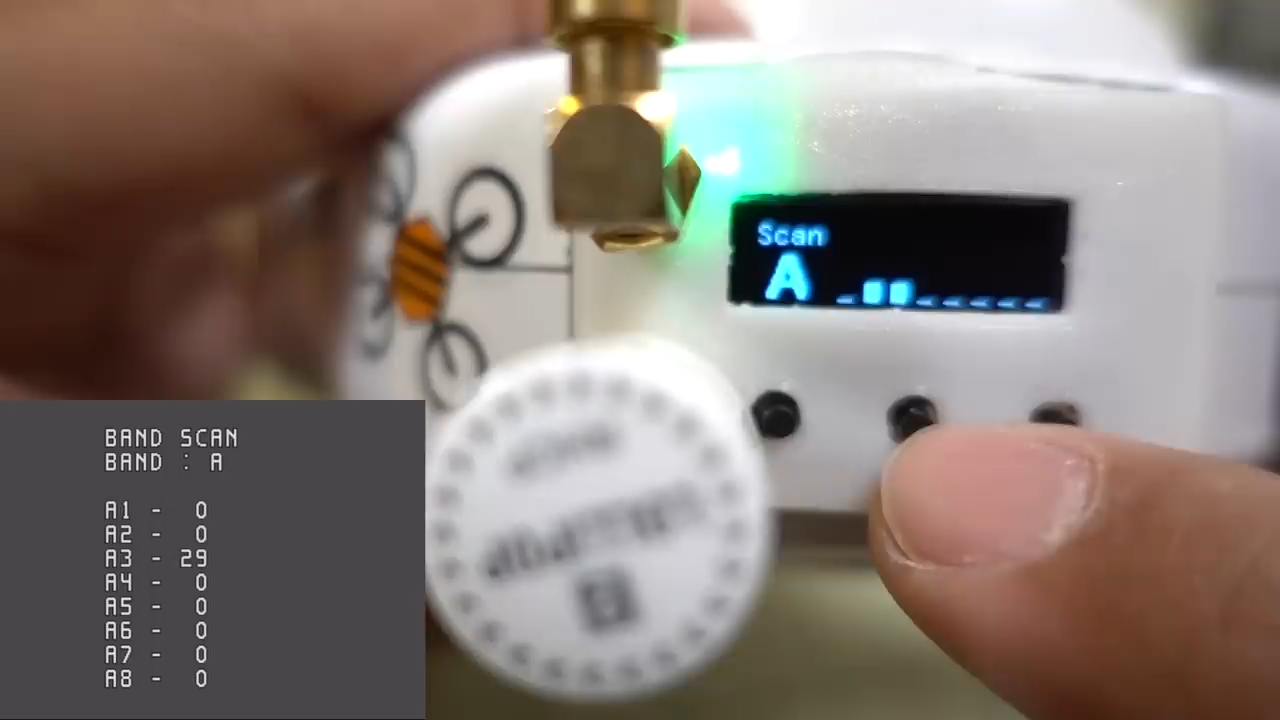 Scan
A
BAND SCAN
BAND : A
A1 - 0
A2 - 0
A3 - 29
A4 - 0
A5 - 0
A6 - 0
A7 - 0
A8 - 0